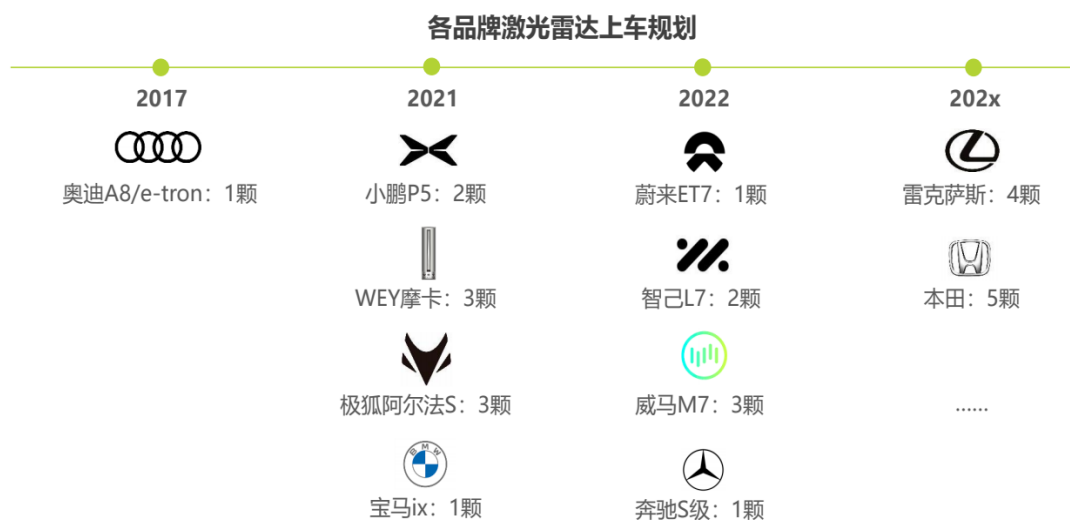 各品牌激光雷达上车规划
2017
2021
2022
202x
奥迪A8/e-tron：1颗
小鹏P5：2颗
蔚来ET7：1颗
雷克萨斯：4颗
WEY摩卡：3颗
智己L7：2颗
本田：5颗
极狐阿尔法S：3颗
威马M7：3颗
......
BMW
宝马ix：1颗
奔驰S级：1颗